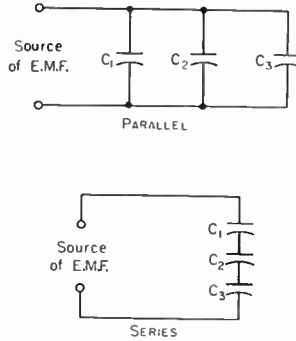 Source
of E.M.F.
C1
C2
C3
PARALLEL
C1
Source
of E.M.F.
C2
C3
SERIES